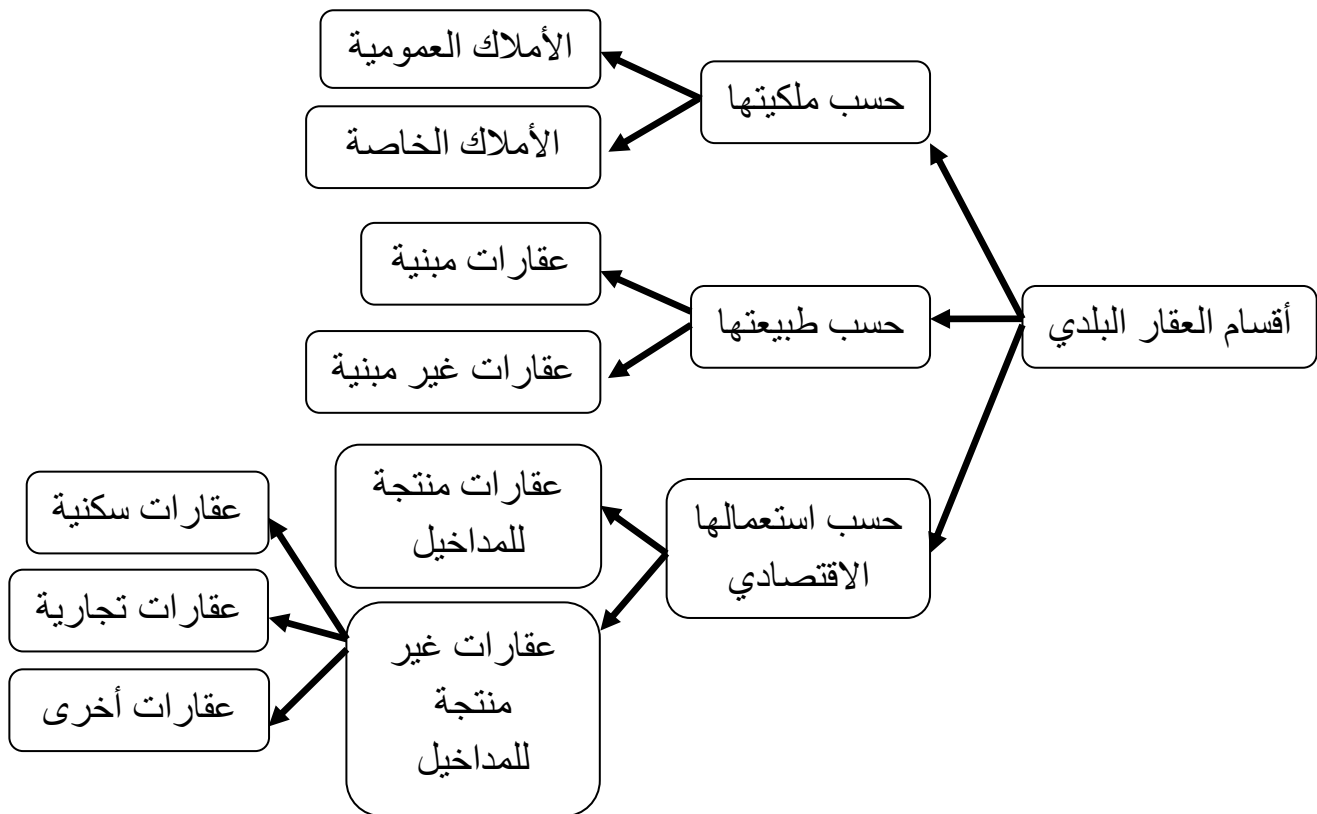 أقسام العقار البلدي
حسب ملكيتها
الأملاك العمومية
الأملاك الخاصة
حسب طبيعتها
عقارات مبنية
عقارات غير مبنية
حسب استعمالها
الاقتصادي
عقارات منتجة
للمداخيل
عقارات غير
منتجة
للمداخيل
عقارات سكنية
عقارات تجارية
عقارات أخرى